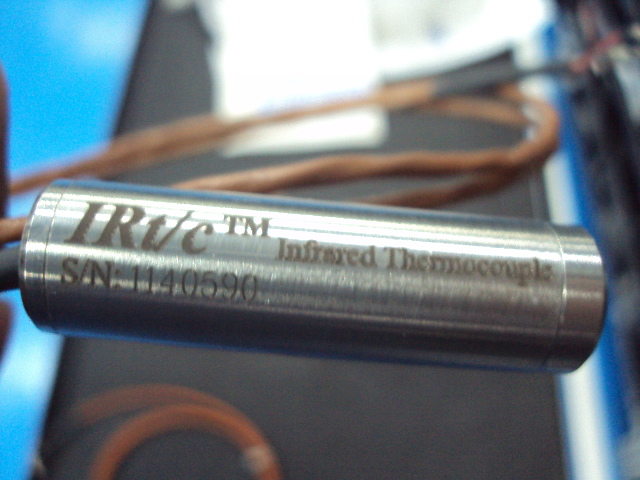 IRt/c™ Infrared Thermocouple
S/N: 1140590